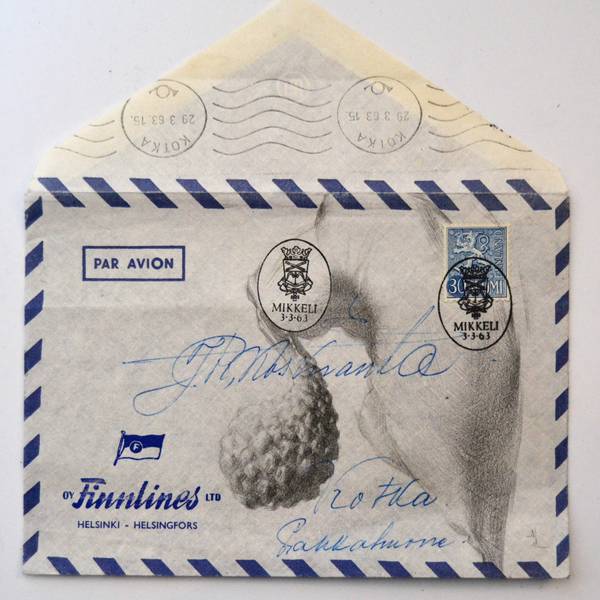 29 3 63.15.
KOTKA
29 3 63.15.
KOTKA
PAR AVION
30 MI
MIKKELI
3·3·63
MIKKELI
3·3·63
F
OY Finnlines LTD
HELSINKI - HELSINGFORS
Kotka